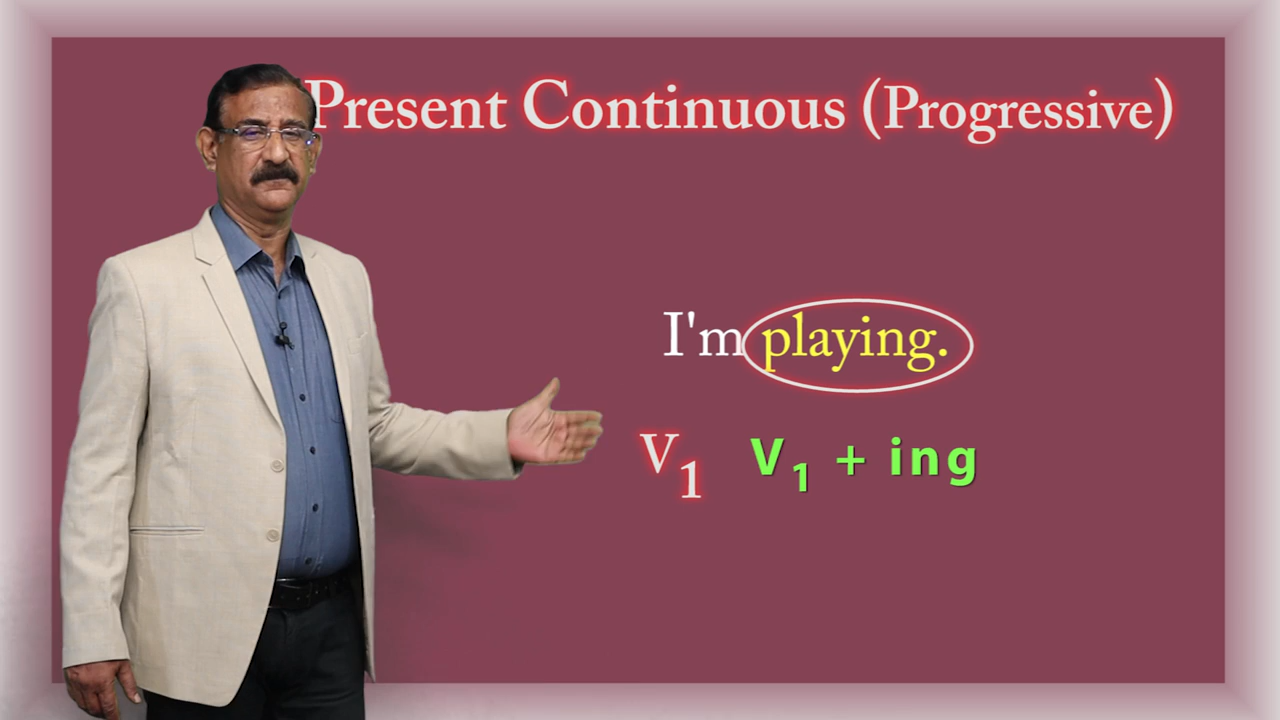 Present Continuous (Progressive)
I'm playing.
V₁ V₁ + ing